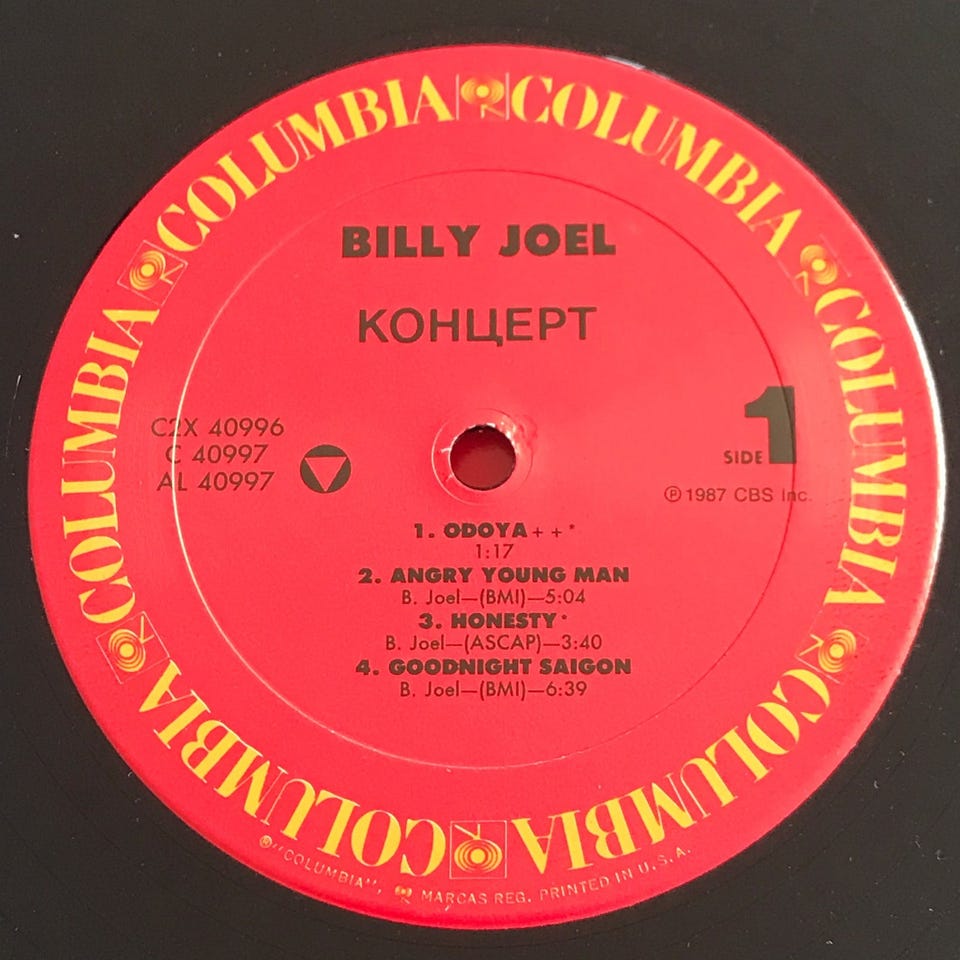 COLUMBIA COLUMBIA COLUMBIA COLUMBIA COLUMBIA COLUMBIA
BILLY JOEL
КОНЦЕРТ
C2X 40996
C 40997
AL 40997
SIDE 1
Ⓟ 1987 CBS Inc.
1. ODOYA + + *
1:17
2. ANGRY YOUNG MAN
B. Joel—(BMI)—5:04
3. HONESTY *
B. Joel—(ASCAP)—3:40
4. GOODNIGHT SAIGON
B. Joel—(BMI)—6:39
®"COLUMBIA", MARCAS REG. PRINTED IN U.S.A.